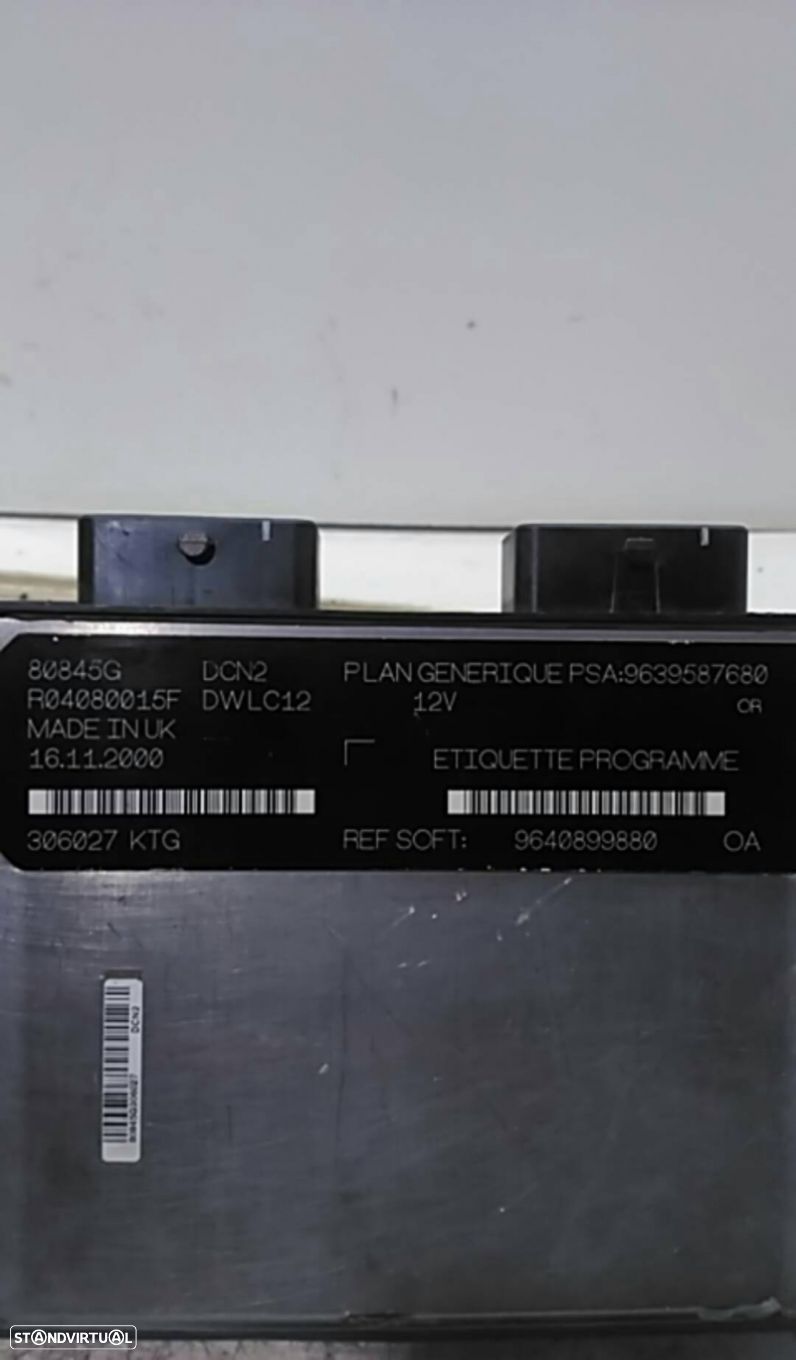 80845G DCN2 PLAN GENERIQUE PSA:9639587680
R04080015F DWLC12 12V OR
MADE IN UK
16.11.2000 ETIQUETTE PROGRAMME
306027 KTG REF SOFT: 9640899880 OA
80845G306027 DCN2
STANDVIRTUAL